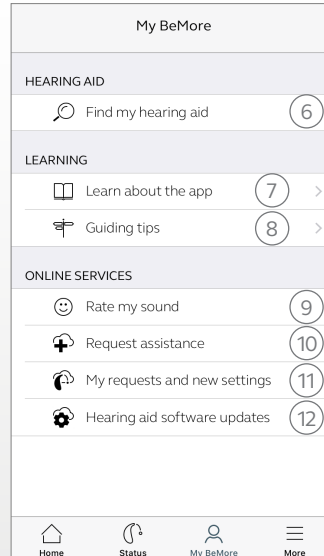 My BeMore
HEARING AID
Find my hearing aid 6
LEARNING
Learn about the app 7
Guiding tips 8
ONLINE SERVICES
Rate my sound 9
Request assistance 10
My requests and new settings 11
Hearing aid software updates 12
Home Status My BeMore More